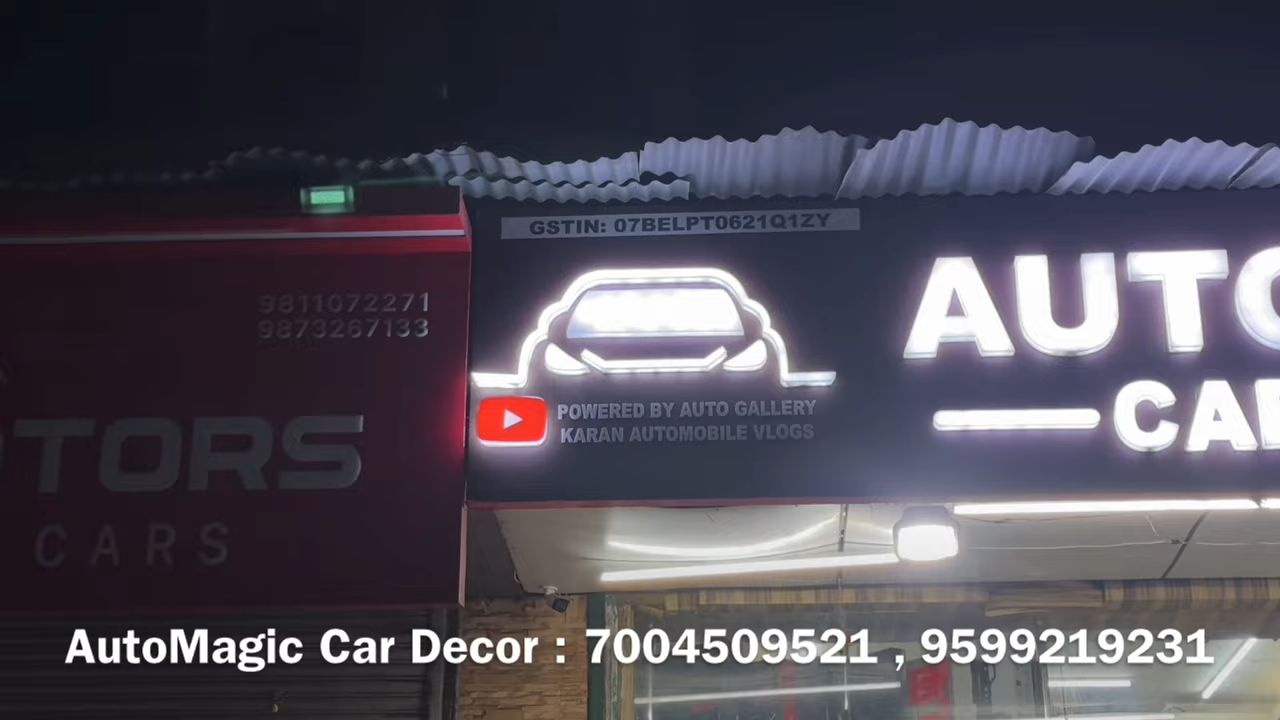 GSTIN: 07BELPT0621Q1ZY
9811072271
9873267133
TORS
CARS
POWERED BY AUTO GALLERY
KARAN AUTOMOBILE VLOGS
AUTO
CAR
AutoMagic Car Decor : 7004509521 , 9599219231